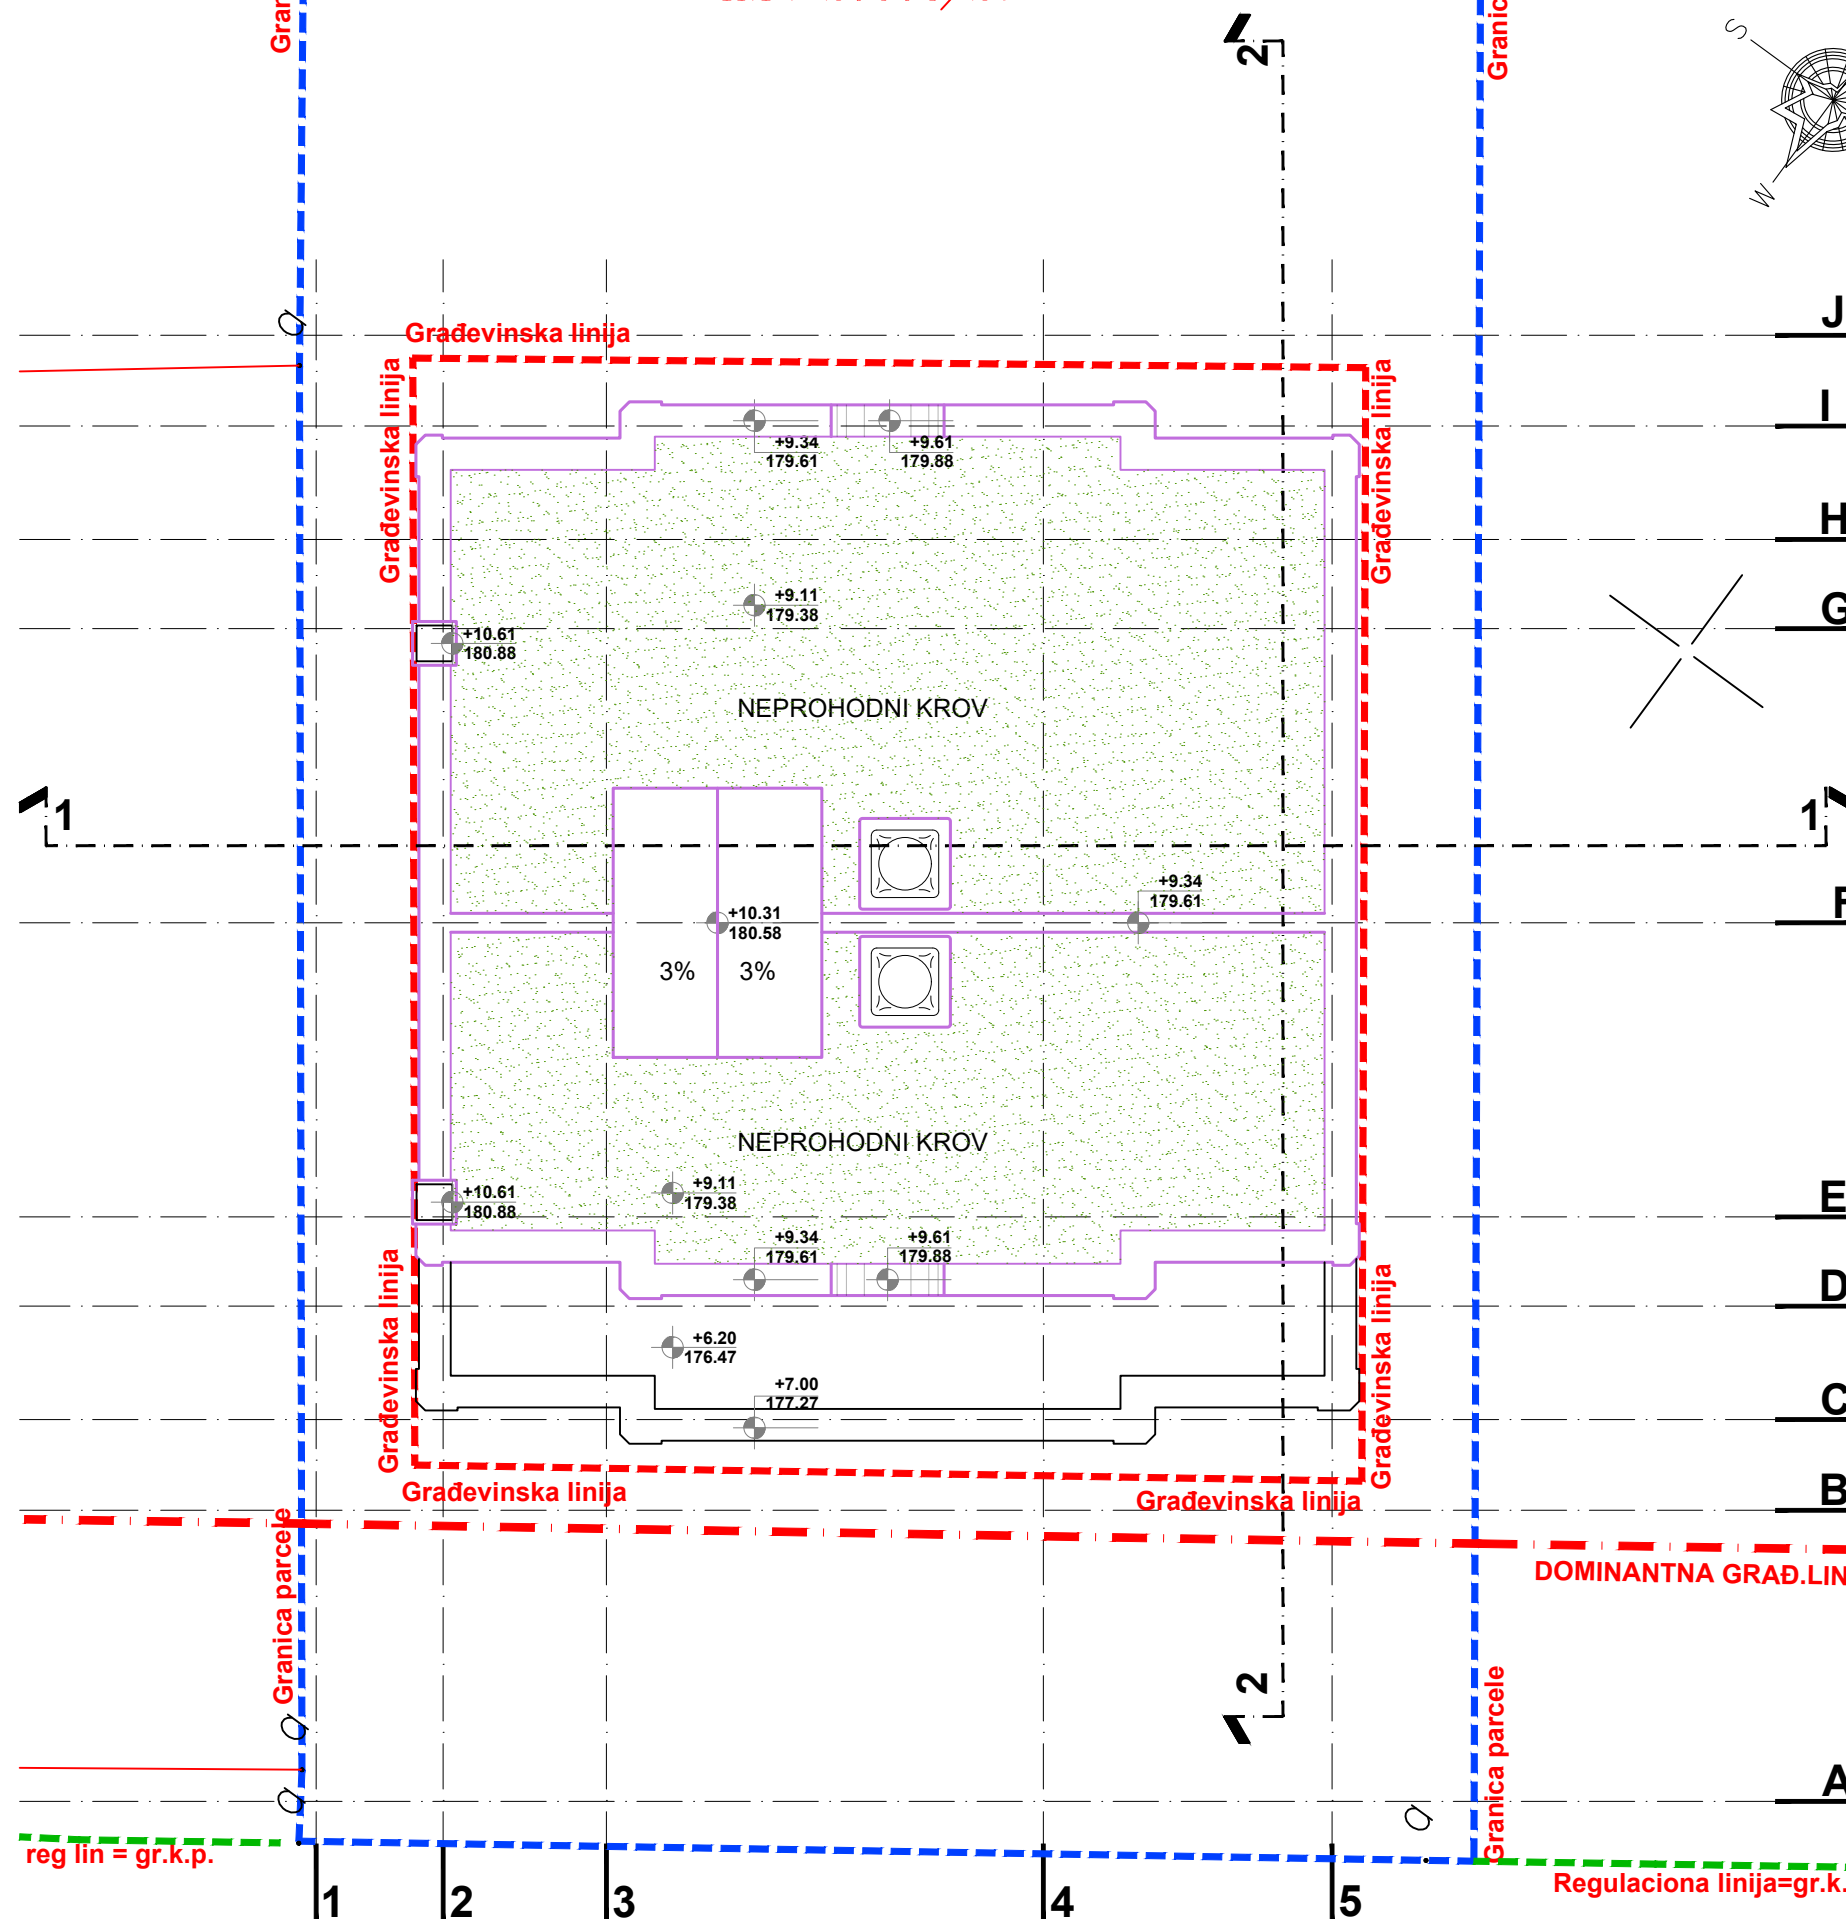 S
W
2
J
Građevinska linija
Građevinska linija
Građevinska linija
I
+9.34
179.61
+9.61
179.88
H
+9.11
179.38
G
+10.61
180.88
NEPROHODNI KROV
1
1
+9.34
179.61
F
+10.31
180.58
3%
3%
NEPROHODNI KROV
+10.61
180.88
+9.11
179.38
E
+9.34
179.61
+9.61
179.88
D
Građevinska linija
Građevinska linija
+6.20
176.47
+7.00
177.27
C
Građevinska linija
Građevinska linija
B
DOMINANTNA GRAĐ.LIN
Granica parcele
2
Granica parcele
A
reg lin = gr.k.p.
Regulaciona linija=gr.k.
1
2
3
4
5